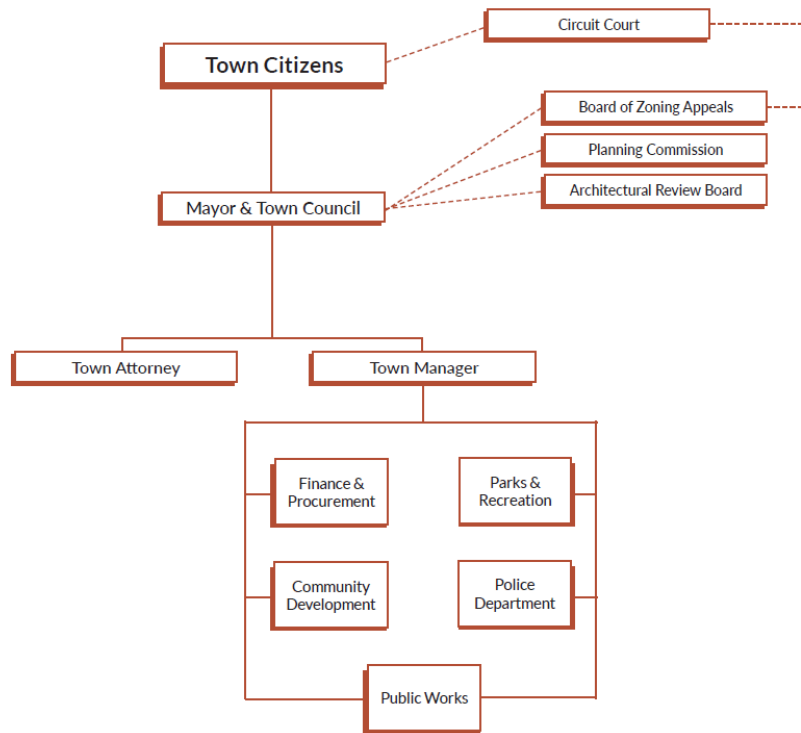 Circuit Court
Town Citizens
Board of Zoning Appeals
Planning Commission
Architectural Review Board
Mayor & Town Council
Town Attorney
Town Manager
Finance &
Procurement
Parks &
Recreation
Community
Development
Police
Department
Public Works